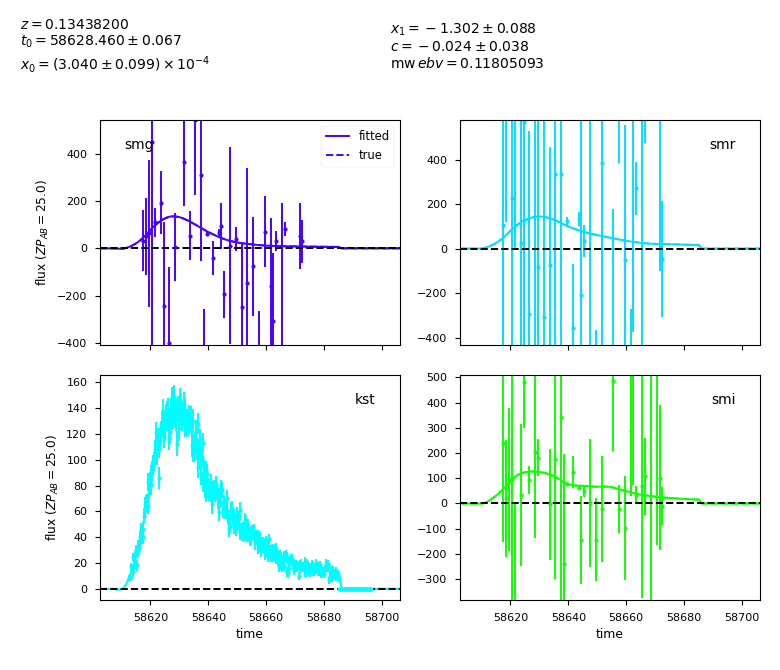 z = 0.13438200
t₀ = 58628.460 ± 0.067
x₀ = (3.040 ± 0.099) × 10⁻⁴
x₁ = −1.302 ± 0.088
c = −0.024 ± 0.038
mw ebv = 0.11805093
smg
fitted
true
flux (ZP_AB = 25.0)
400
200
0
−200
−400
smr
400
200
0
−200
−400
kst
flux (ZP_AB = 25.0)
160
140
120
100
80
60
40
20
0
58620 58640 58660 58680 58700
time
smi
500
400
300
200
100
0
−100
−200
−300
58620 58640 58660 58680 58700
time